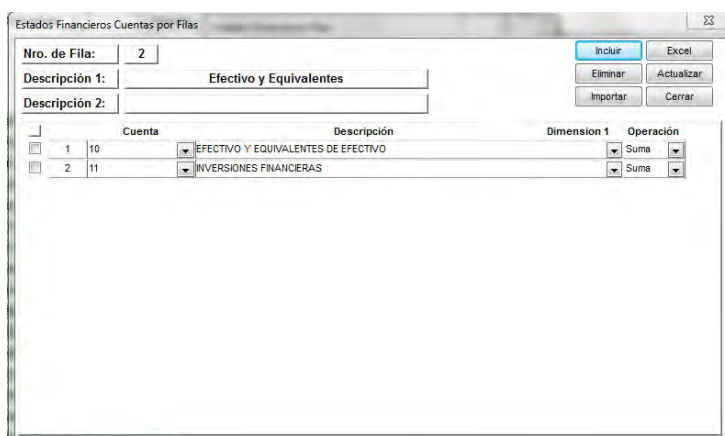 Estados Financieros Cuentas por Filas
Nro. de Fila: 2 Incluir Excel
Descripción 1: Efectivo y Equivalentes Eliminar Actualizar
Descripción 2: Importar Cerrar
Cuenta Descripción Dimension 1 Operación
1 10 EFECTIVO Y EQUIVALENTES DE EFECTIVO Suma
2 11 INVERSIONES FINANCIERAS Suma